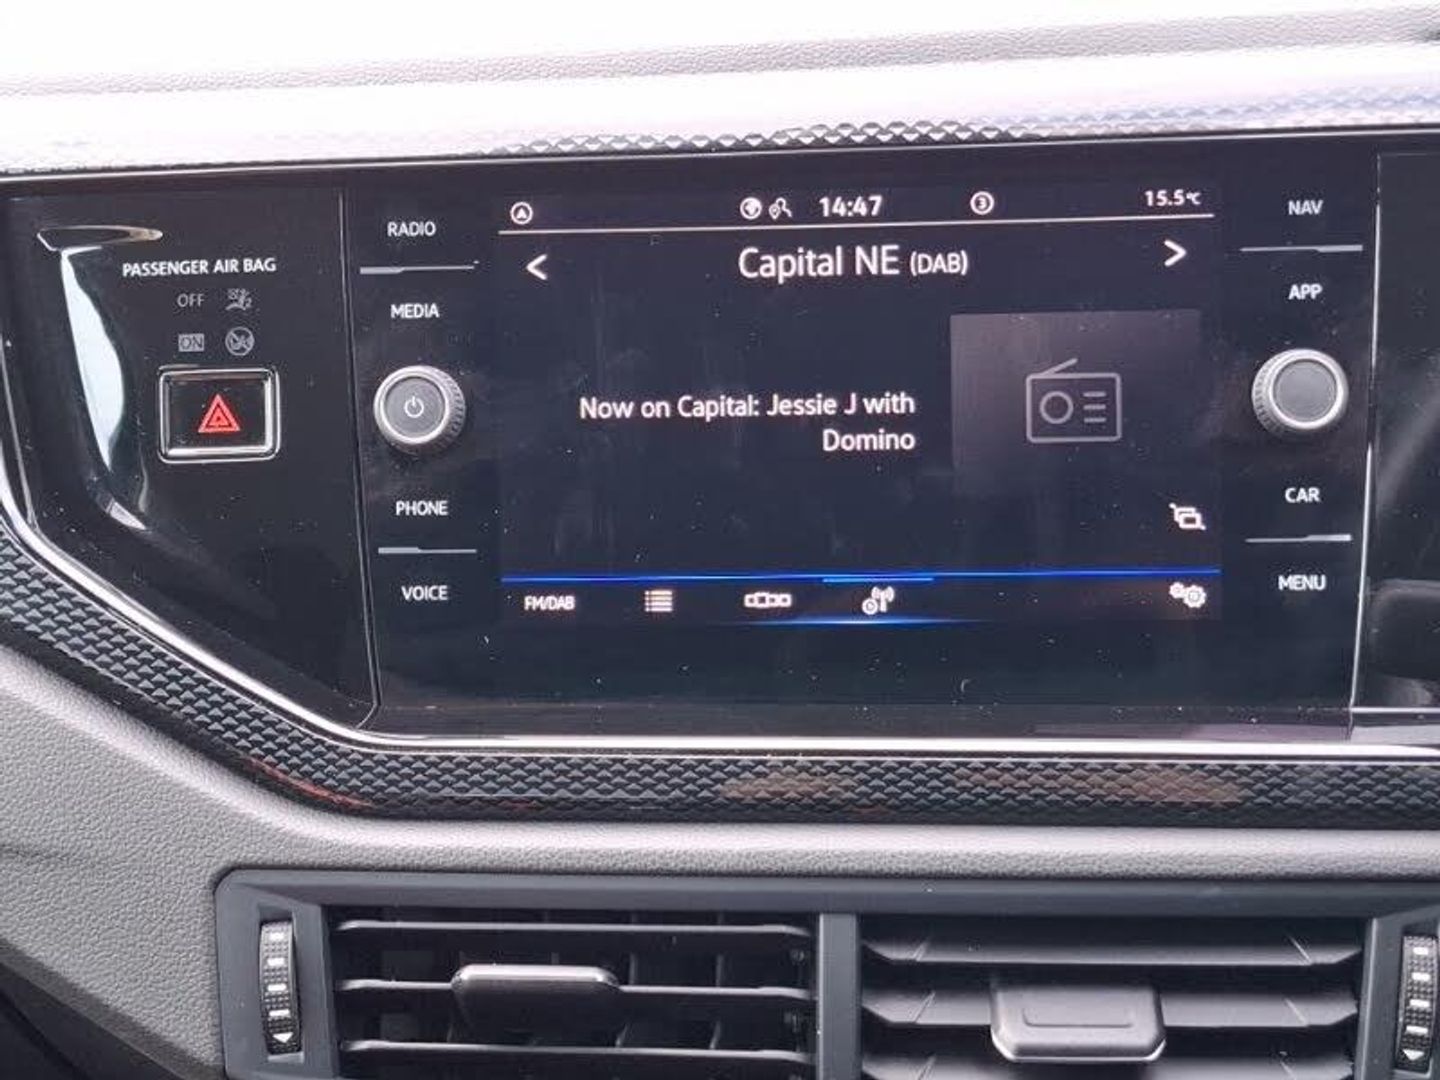 RADIO
MEDIA
PHONE
VOICE
PASSENGER AIR BAG
OFF
ON
A
14:47
3
15.5°C
< Capital NE (DAB) >
Now on Capital: Jessie J with
Domino
FM/DAB
NAV
APP
CAR
MENU